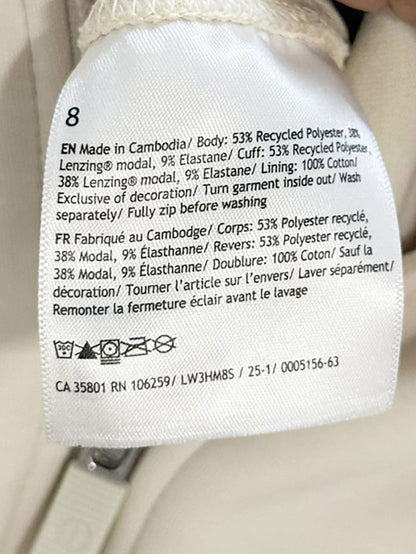 8
EN Made in Cambodia/ Body: 53% Recycled Polyester, 38%
Lenzing® modal, 9% Elastane/ Cuff: 53% Recycled Polyester,
38% Lenzing® modal, 9% Elastane/ Lining: 100% Cotton/
Exclusive of decoration/ Turn garment inside out/ Wash
separately/ Fully zip before washing
FR Fabriqué au Cambodge/ Corps: 53% Polyester recyclé,
38% Modal, 9% Élasthanne/ Revers: 53% Polyester recyclé,
38% Modal, 9% Élasthanne/ Doublure: 100% Coton/ Sauf la
décoration/ Tourner l'article sur l'envers/ Laver séparément/
Remonter la fermeture éclair avant le lavage
CA 35801 RN 106259/ LW3HM8S / 25-1/ 0005156-63